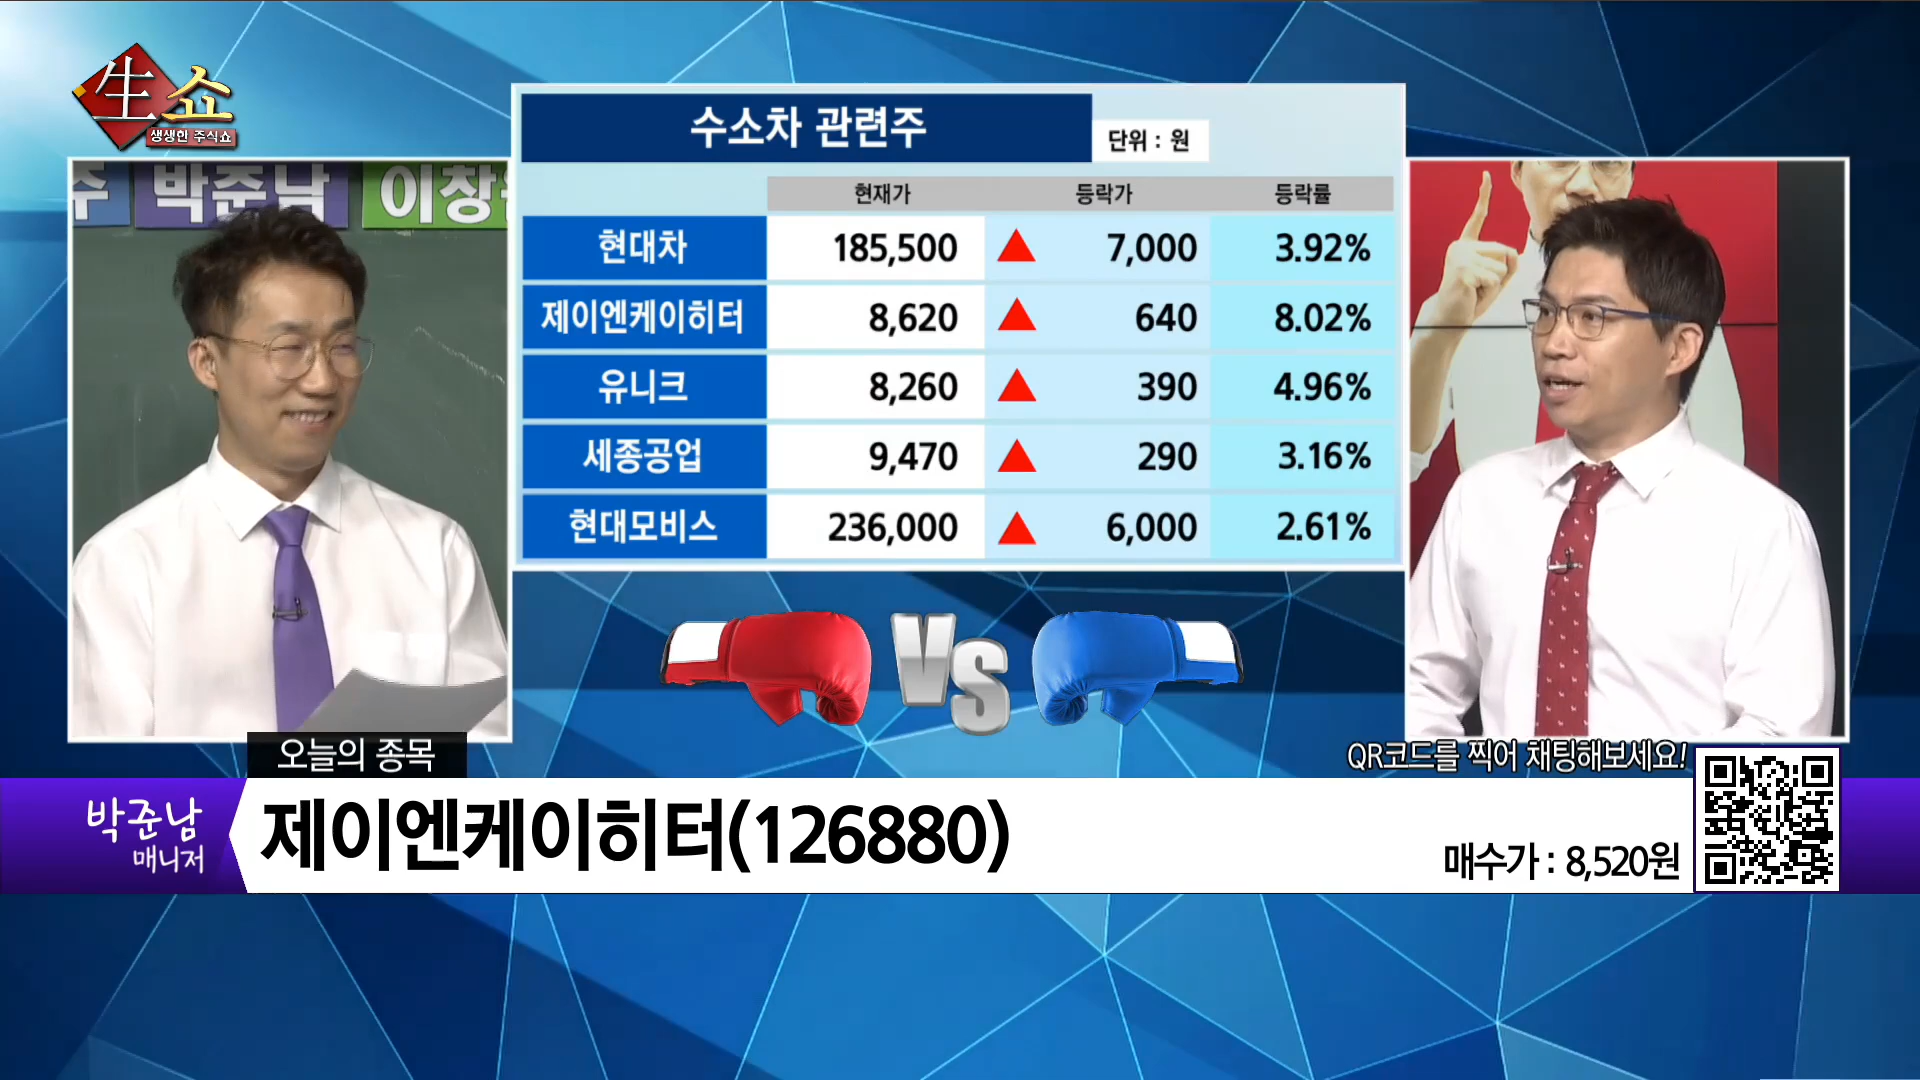 生쇼
생생한 주식쇼
수소차 관련주
단위 : 원
현재가 등락가 등락률
현대차 185,500 ▲ 7,000 3.92%
제이엔케이히터 8,620 ▲ 640 8.02%
유니크 8,260 ▲ 390 4.96%
세종공업 9,470 ▲ 290 3.16%
현대모비스 236,000 ▲ 6,000 2.61%
주 박준남 이창
VS
오늘의 종목
QR코드를 찍어 채팅해보세요!
박준남
매니저
제이엔케이히터(126880)
매수가 : 8,520원